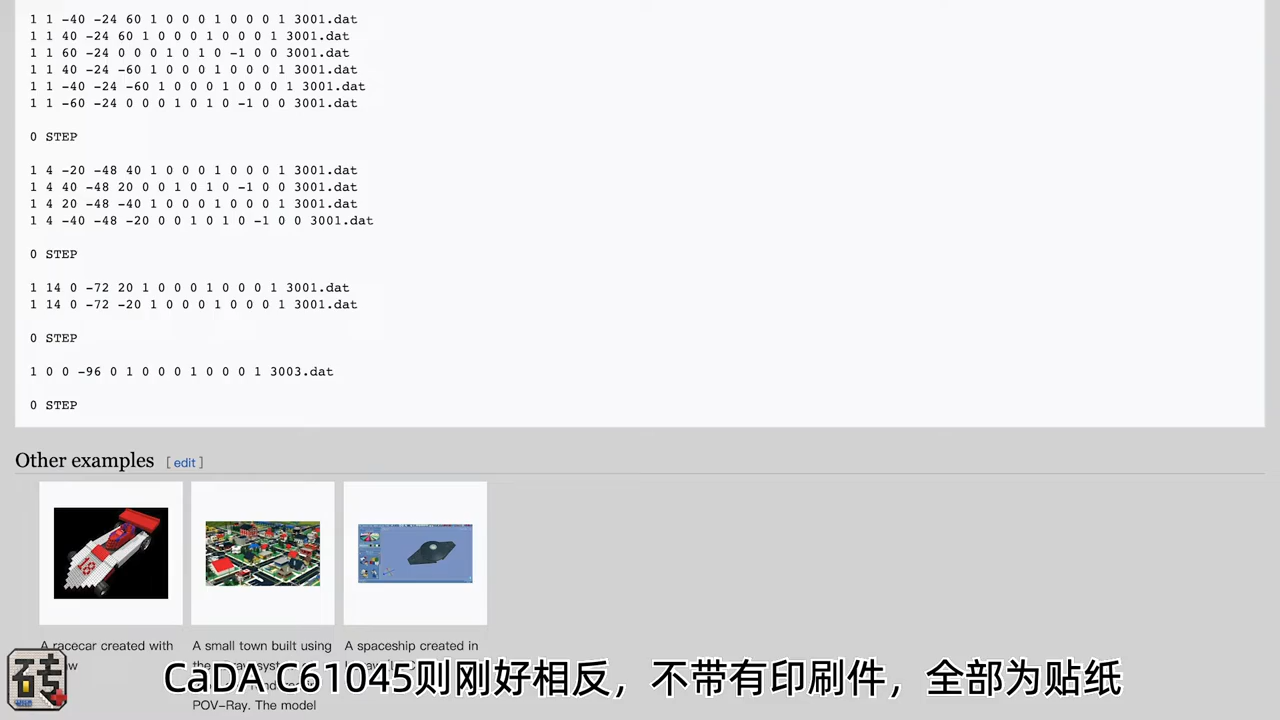 1 1 -40 -24 60 1 0 0 0 1 0 0 0 1 3001.dat
1 1 40 -24 60 1 0 0 0 1 0 0 0 1 3001.dat
1 1 60 -24 0 0 0 1 0 1 0 -1 0 0 3001.dat
1 1 40 -24 -60 1 0 0 0 1 0 0 0 1 3001.dat
1 1 -40 -24 -60 1 0 0 0 1 0 0 0 1 3001.dat
1 1 -60 -24 0 0 0 1 0 1 0 -1 0 0 3001.dat
0 STEP
1 4 -20 -48 40 1 0 0 0 1 0 0 0 1 3001.dat
1 4 40 -48 20 0 0 1 0 1 0 -1 0 0 3001.dat
1 4 20 -48 -40 1 0 0 0 1 0 0 0 1 3001.dat
1 4 -40 -48 -20 0 0 1 0 1 0 -1 0 0 3001.dat
0 STEP
1 14 0 -72 20 1 0 0 0 1 0 0 0 1 3001.dat
1 14 0 -72 -20 1 0 0 0 1 0 0 0 1 3001.dat
0 STEP
1 0 0 -96 0 1 0 0 0 1 0 0 0 1 3003.dat
0 STEP
Other examples [ edit ]
A racecar created with
A small town built using
POV-Ray. The model
A spaceship created in
砖
CaDA C61045则刚好相反，不带有印刷件，全部为贴纸